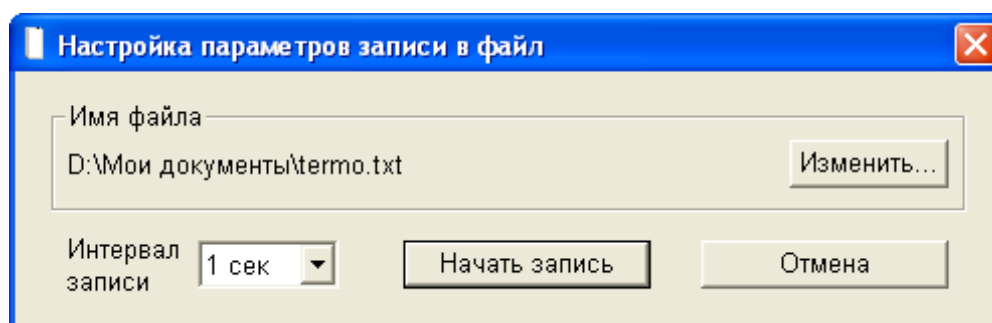 Настройка параметров записи в файл
Имя файла
D:\Мои документы\termo.txt
Изменить...
Интервал
записи
1 сек
Начать запись
Отмена